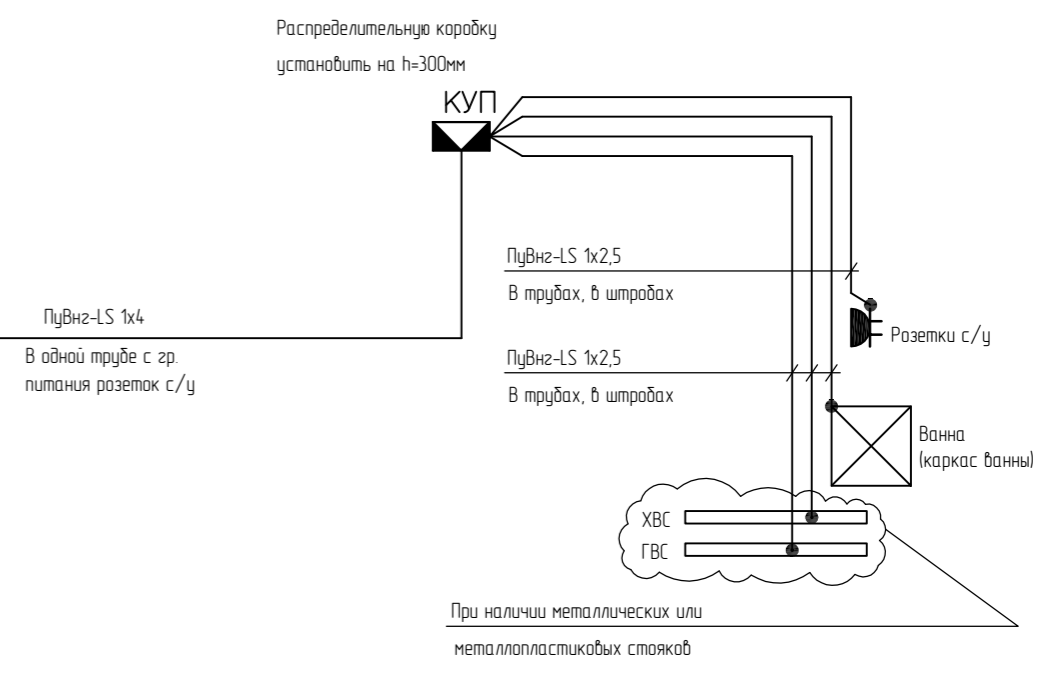 Распределительную коробку
установить на h=300мм
КУП
ПуВнг-LS 1х2,5
В трубах, в штробах
ПуВнг-LS 1х4
В одной трубе с гр.
питания розеток с/у
Розетки с/у
ПуВнг-LS 1х2,5
В трубах, в штробах
Ванна
(каркас ванны)
ХВС
ГВС
При наличии металлических или
металлопластиковых стояков